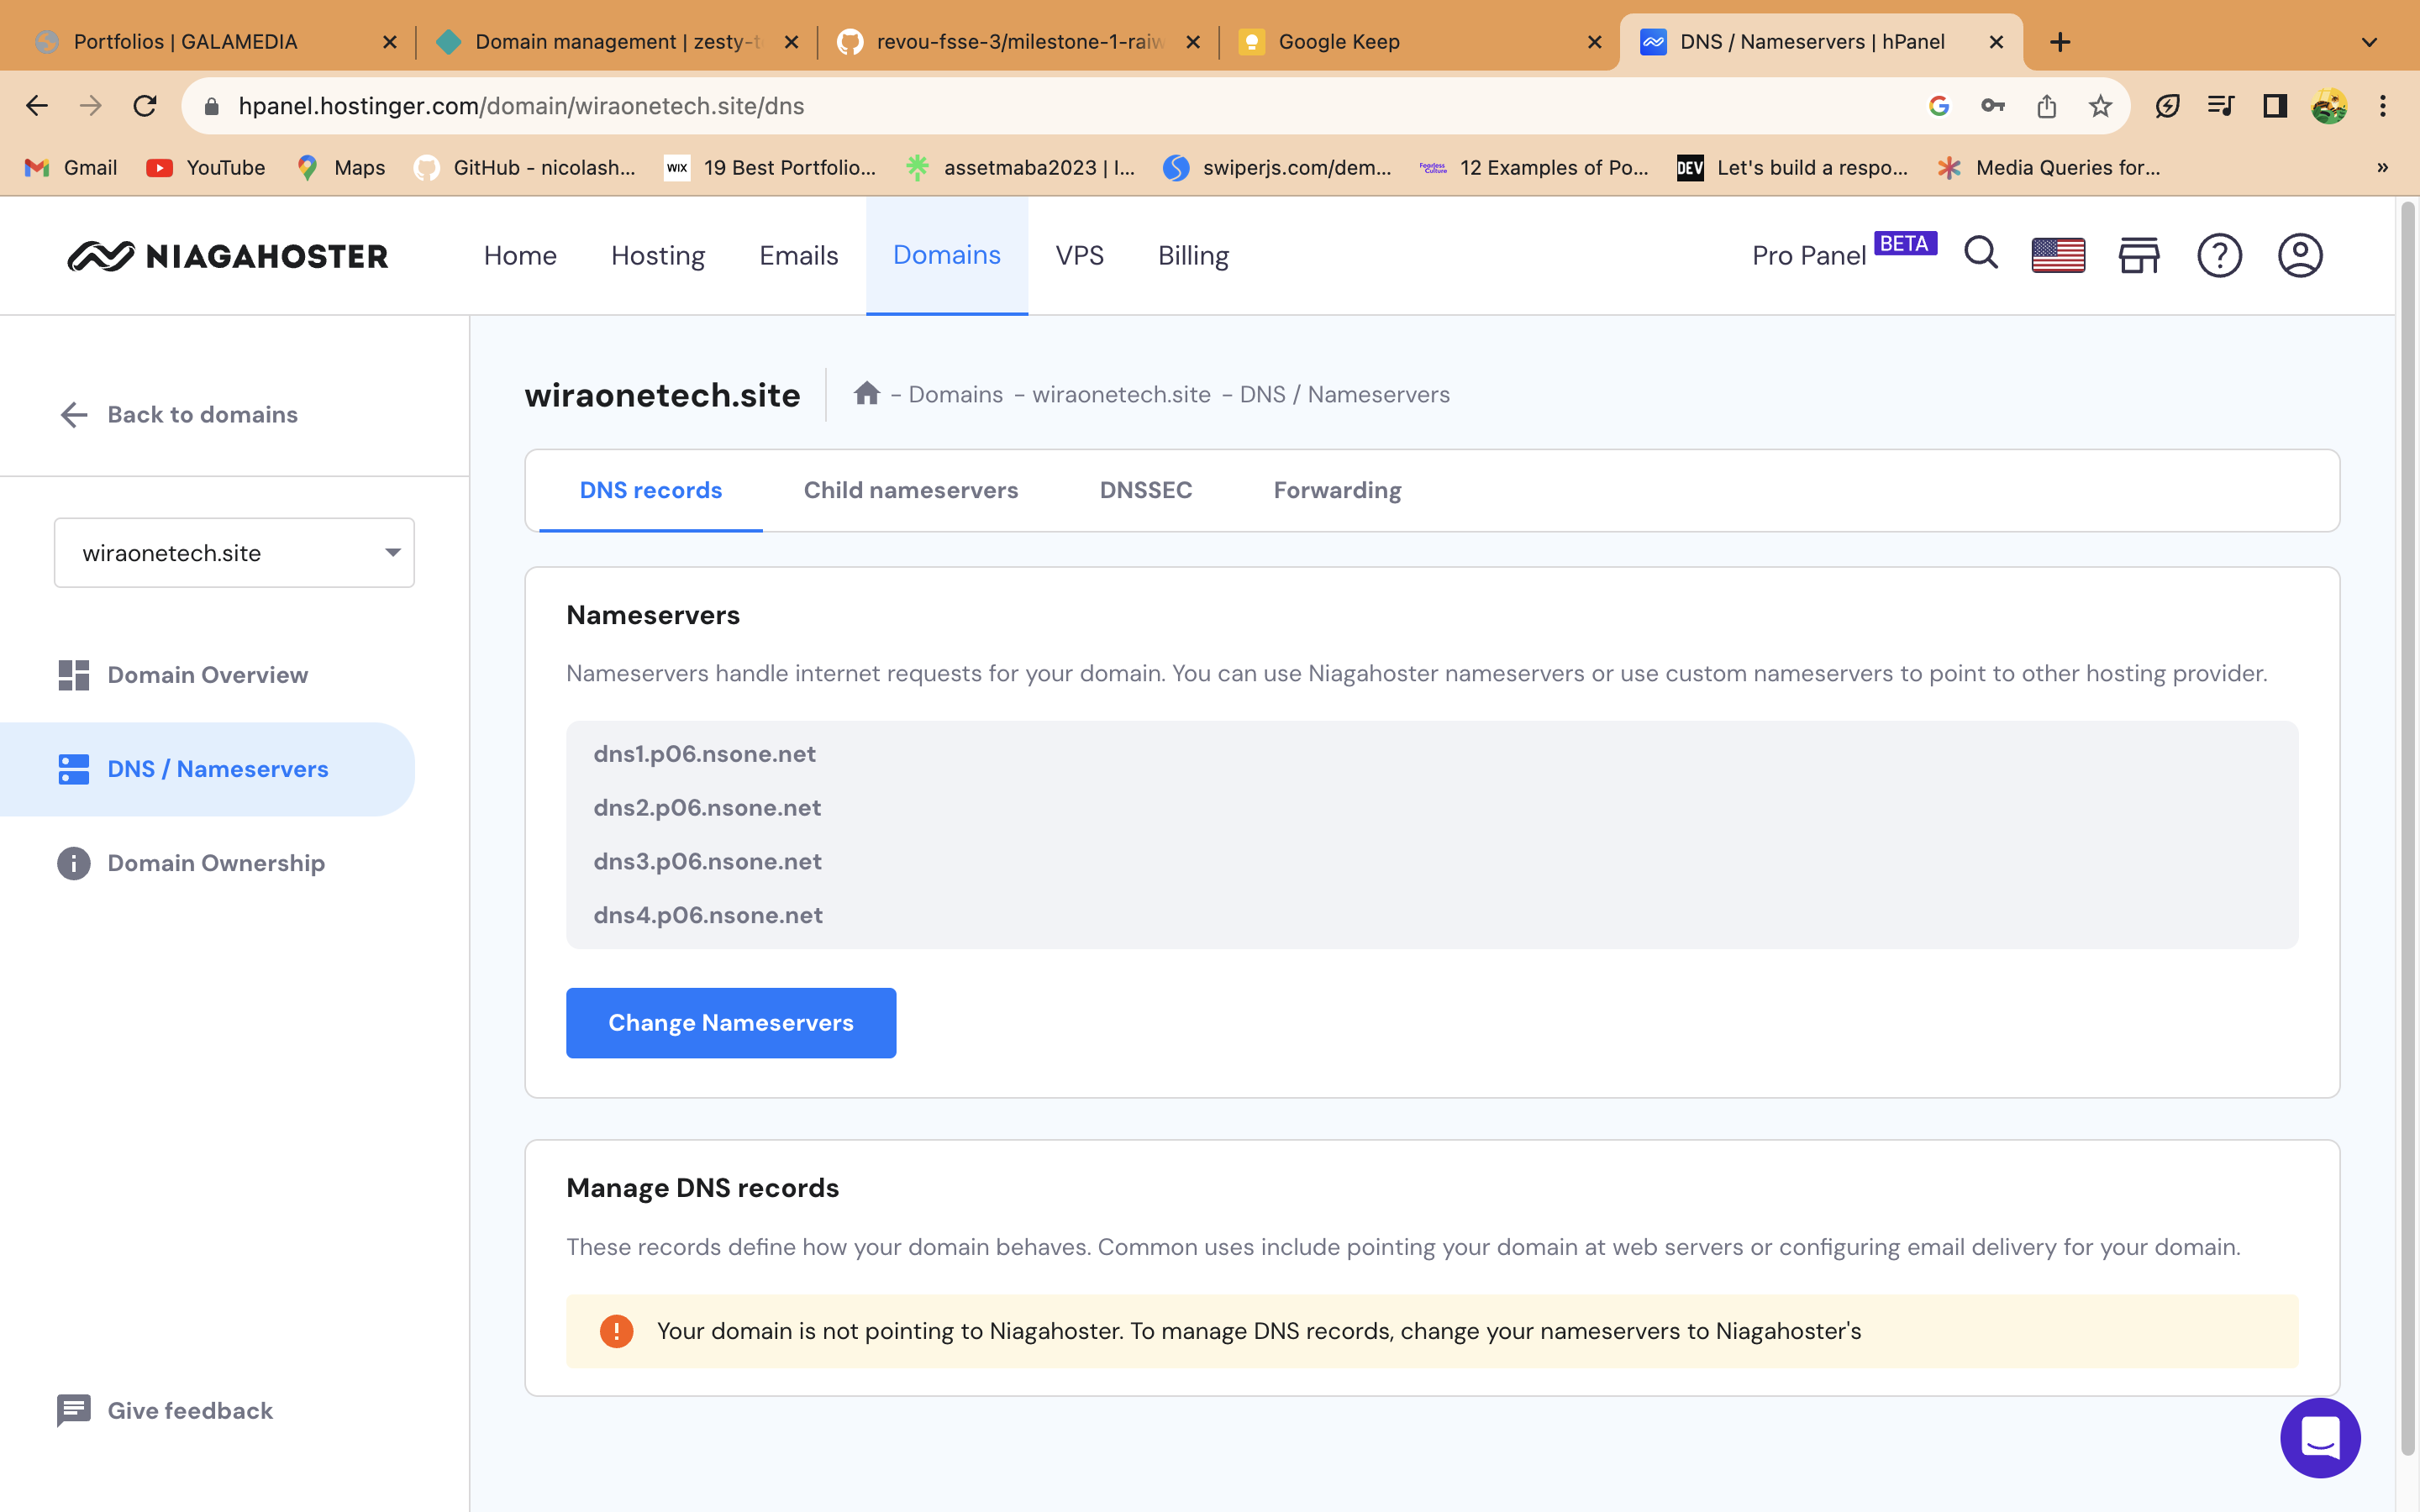 Portfolios | GALAMEDIA
Domain management | zesty-t
revou-fsse-3/milestone-1-raiw
Google Keep
DNS / Nameservers | hPanel
hpanel.hostinger.com/domain/wiraonetech.site/dns
Gmail
YouTube
Maps
GitHub - nicolash...
WIX
19 Best Portfolio...
assetmaba2023 | l...
swiperjs.com/dem...
Fearless Culture
12 Examples of Po...
DEV
Let's build a respo...
Media Queries for...
»
NIAGAHOSTER
Home
Hosting
Emails
Domains
VPS
Billing
Pro Panel BETA
Back to domains
wiraonetech.site
Domain Overview
DNS / Nameservers
Domain Ownership
Give feedback
wiraonetech.site
- Domains - wiraonetech.site - DNS / Nameservers
DNS records
Child nameservers
DNSSEC
Forwarding
Nameservers
Nameservers handle internet requests for your domain. You can use Niagahoster nameservers or use custom nameservers to point to other hosting provider.
dns1.p06.nsone.net
dns2.p06.nsone.net
dns3.p06.nsone.net
dns4.p06.nsone.net
Change Nameservers
Manage DNS records
These records define how your domain behaves. Common uses include pointing your domain at web servers or configuring email delivery for your domain.
Your domain is not pointing to Niagahoster. To manage DNS records, change your nameservers to Niagahoster's